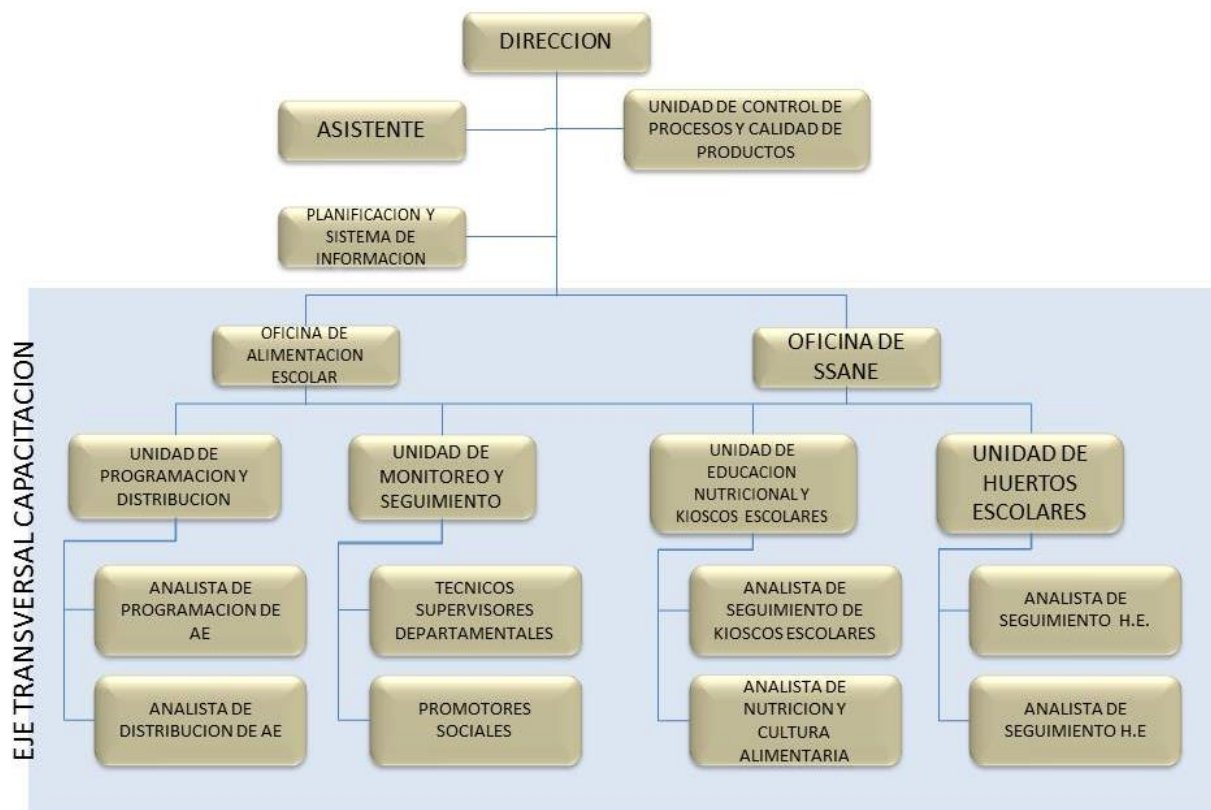 DIRECCION
ASISTENTE
UNIDAD DE CONTROL DE
PROCESOS Y CALIDAD DE
PRODUCTOS
PLANIFICACION Y
SISTEMA DE
INFORMACION
EJE TRANSVERSAL CAPACITACION
OFICINA DE
ALIMENTACION
ESCOLAR
OFICINA DE
SSANE
UNIDAD DE
PROGRAMACION Y
DISTRIBUCION
UNIDAD DE
MONITOREO Y
SEGUIMIENTO
UNIDAD DE
EDUCACION
NUTRICIONAL Y
KIOSCOS ESCOLARES
UNIDAD DE
HUERTOS
ESCOLARES
ANALISTA DE
PROGRAMACION DE
AE
TECNICOS
SUPERVISORES
DEPARTAMENTALES
ANALISTA DE
SEGUIMIENTO DE
KIOSCOS ESCOLARES
ANALISTA DE
SEGUIMIENTO H.E.
ANALISTA DE
DISTRIBUCION DE AE
PROMOTORES
SOCIALES
ANALISTA DE
NUTRICION Y
CULTURA
ALIMENTARIA
ANALISTA DE
SEGUIMIENTO H.E